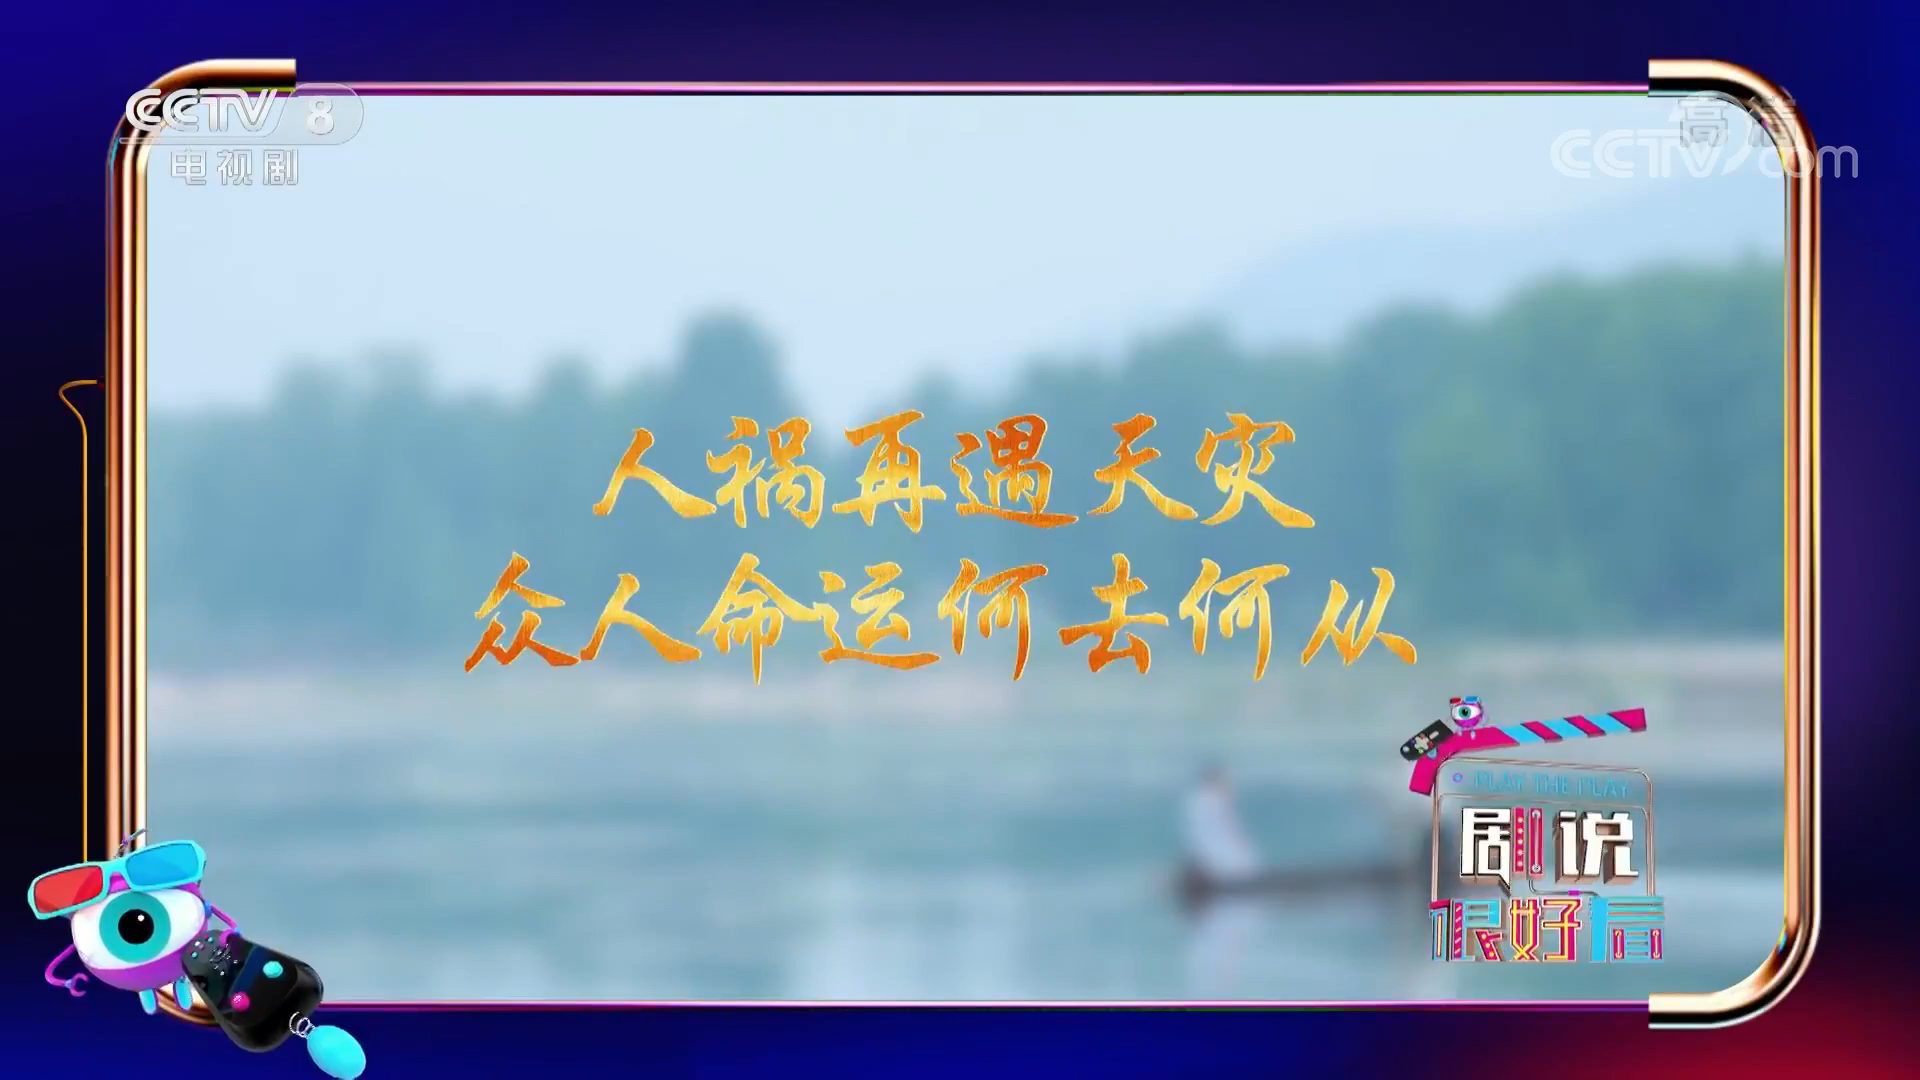 CCTV 8
电视剧
高清
CCTV.com
人祸再遇天灾
众人命运何去何从
PLAY THE PLAY
剧说
很好看